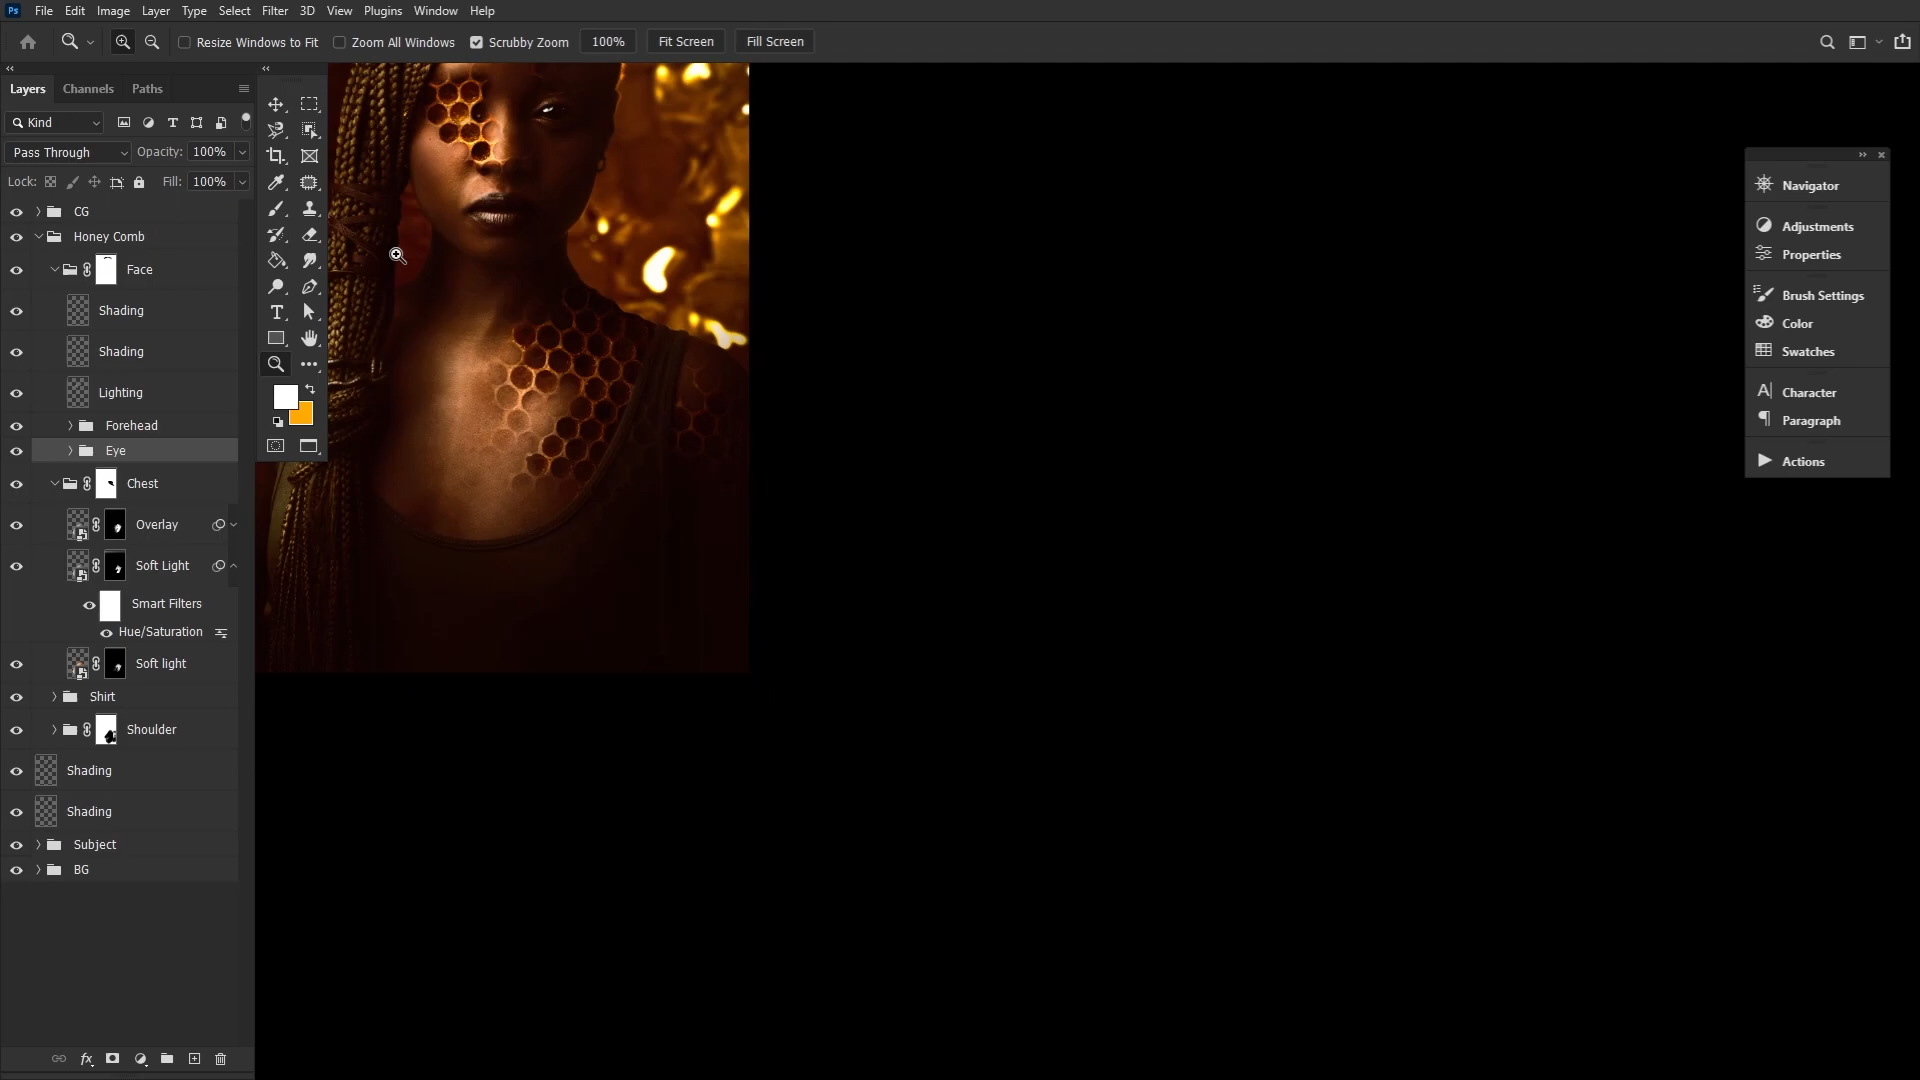 Ps File Edit Image Layer Type Select Filter 3D View Plugins Window Help
Resize Windows to Fit Zoom All Windows Scrubby Zoom 100% Fit Screen Fill Screen
Layers Channels Paths
Kind
Pass Through Opacity: 100%
Lock: Fill: 100%
CG
Honey Comb
Face
Shading
Shading
Lighting
Forehead
Eye
Chest
Overlay
Soft Light
Smart Filters
Hue/Saturation
Soft light
Shirt
Shoulder
Shading
Shading
Subject
BG
fx
Navigator
Adjustments
Properties
Brush Settings
Color
Swatches
Character
Paragraph
Actions